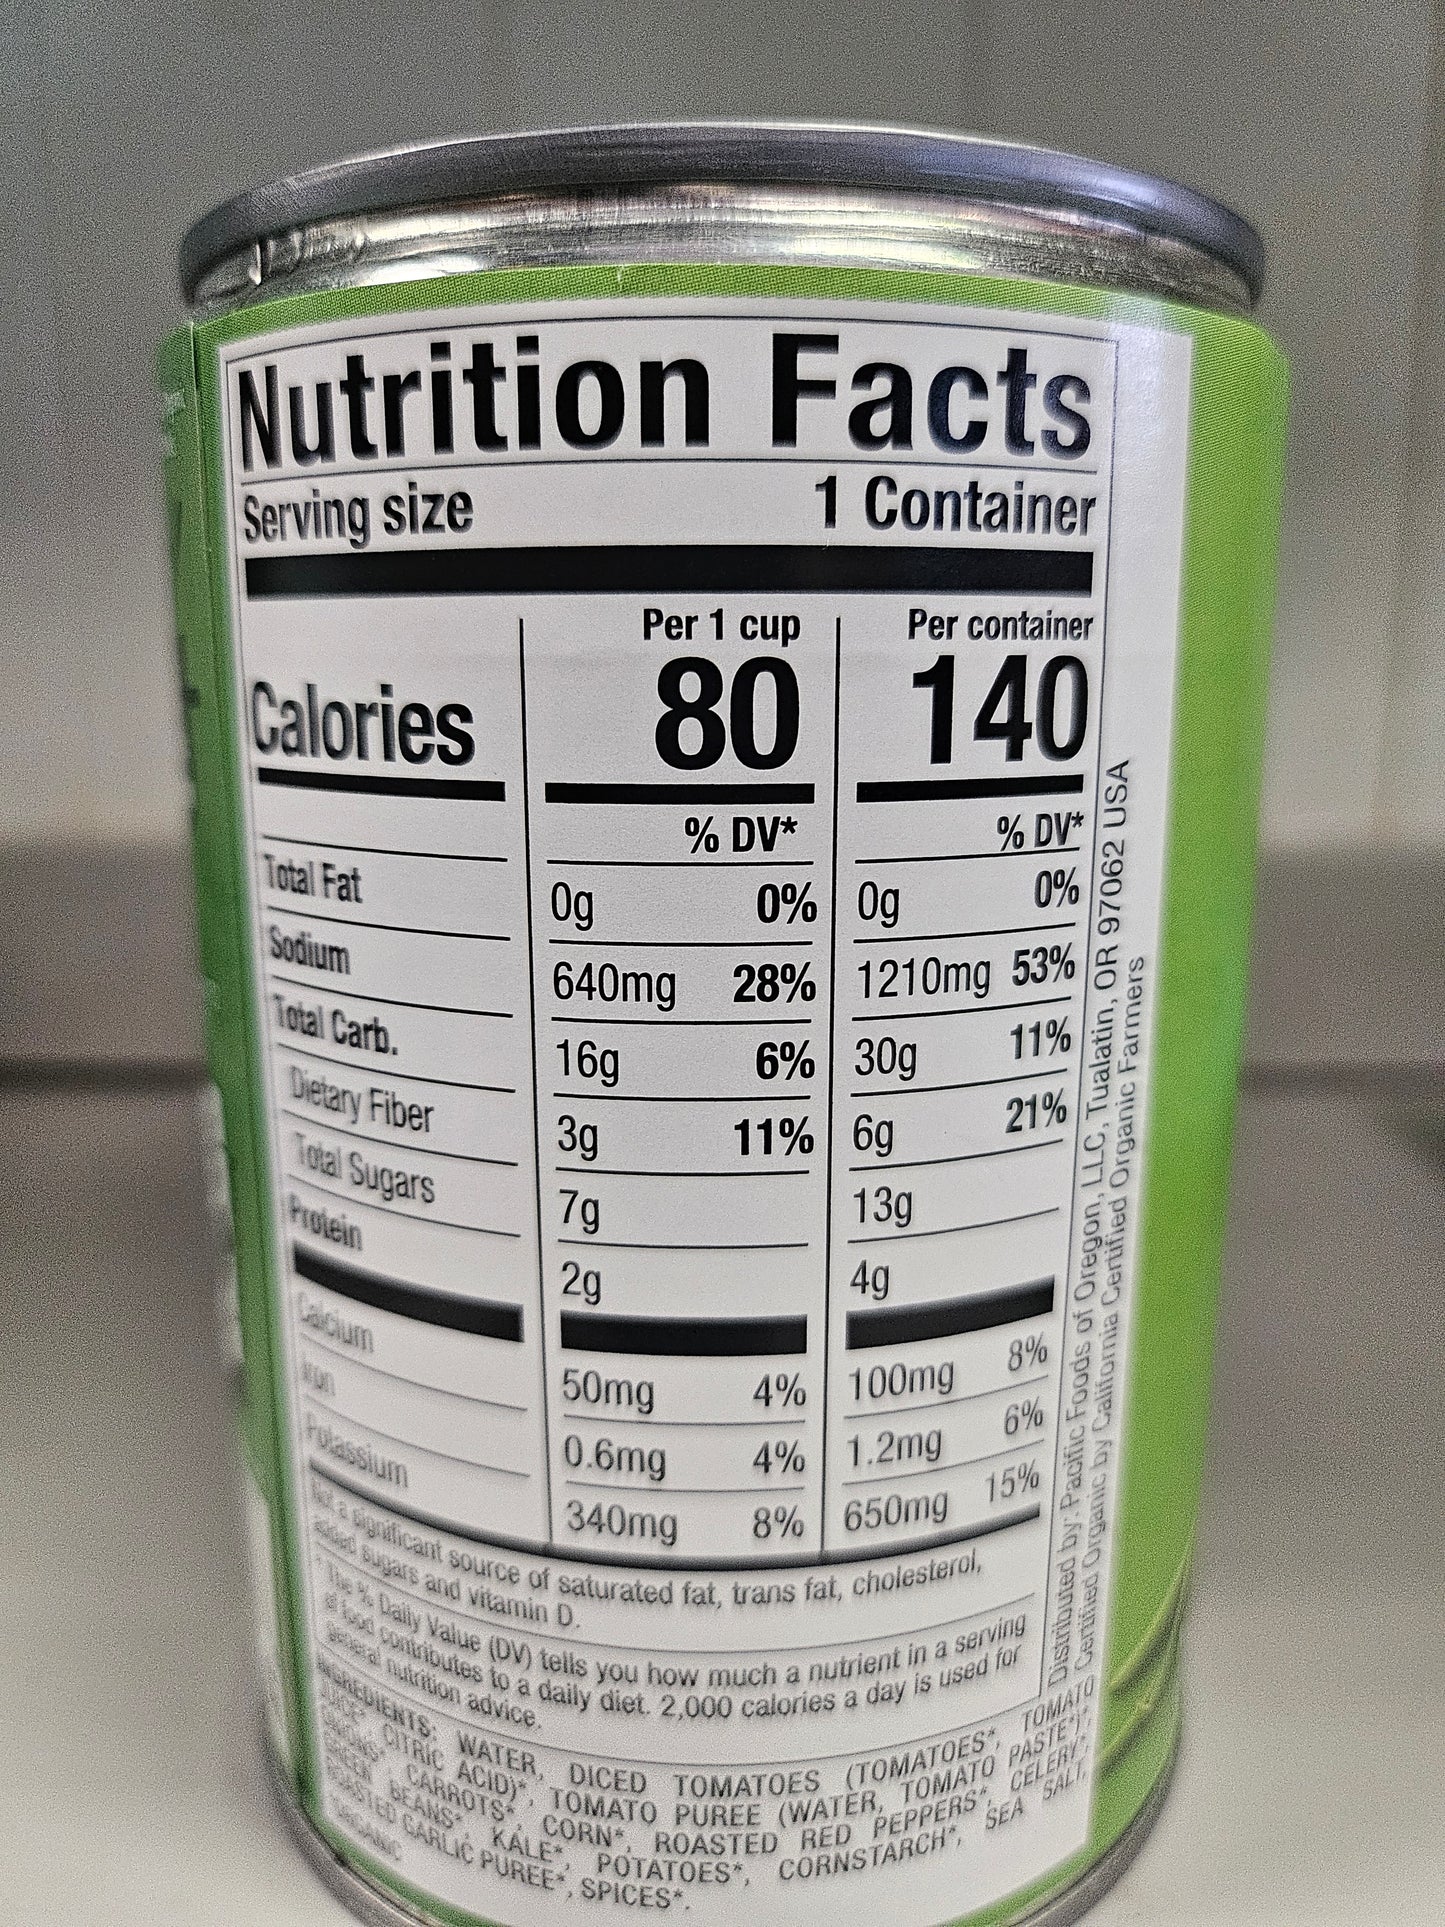 Nutrition Facts
Serving size 1 Container
Per 1 cup Per container
Calories 80 140
% DV* % DV*
Total Fat 0g 0% 0g 0%
Sodium 640mg 28% 1210mg 53%
Total Carb. 16g 6% 30g 11%
Dietary Fiber 3g 11% 6g 21%
Total Sugars 7g 13g
Protein 2g 4g
Calcium 50mg 4% 100mg 8%
Iron 0.6mg 4% 1.2mg 6%
Potassium 340mg 8% 650mg 15%
Not a significant source of saturated fat, trans fat, cholesterol,
added sugars and vitamin D.
* The % Daily Value (DV) tells you how much a nutrient in a serving
of food contributes to a daily diet. 2,000 calories a day is used for
general nutrition advice.
INGREDIENTS: WATER, DICED TOMATOES (TOMATOES*, TOMATO
JUICE*, CITRIC ACID)*, TOMATO PUREE (WATER, TOMATO PASTE*)*,
ONIONS*, CARROTS*, CORN*, ROASTED RED PEPPERS*, CELERY*,
GREEN BEANS*, KALE*, POTATOES*, CORNSTARCH*, SEA SALT,
ROASTED GARLIC PUREE*, SPICES*.
*ORGANIC
Distributed by: Pacific Foods of Oregon, LLC, Tualatin, OR 97062 USA
Certified Organic by California Certified Organic Farmers